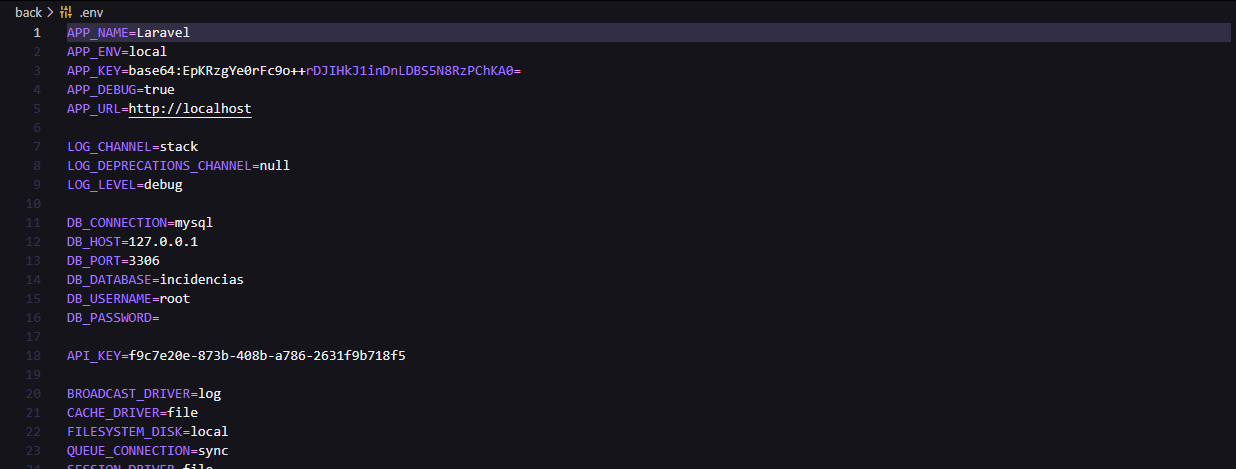 back > .env
1 APP_NAME=Laravel
2 APP_ENV=local
3 APP_KEY=base64:EpKRzgYe0rFc9o++rDJIHkJ1inDnLDBS5N8RzPChKA0=
4 APP_DEBUG=true
5 APP_URL=http://localhost
6
7 LOG_CHANNEL=stack
8 LOG_DEPRECATIONS_CHANNEL=null
9 LOG_LEVEL=debug
10
11 DB_CONNECTION=mysql
12 DB_HOST=127.0.0.1
13 DB_PORT=3306
14 DB_DATABASE=incidencias
15 DB_USERNAME=root
16 DB_PASSWORD=
17
18 API_KEY=f9c7e20e-873b-408b-a786-2631f9b718f5
19
20 BROADCAST_DRIVER=log
21 CACHE_DRIVER=file
22 FILESYSTEM_DISK=local
23 QUEUE_CONNECTION=sync
24 SESSION_DRIVER=file